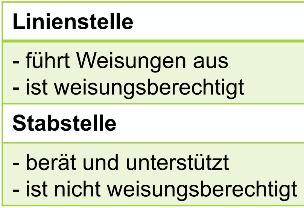 Linienstelle
- führt Weisungen aus
- ist weisungsberechtigt
Stabstelle
- berät und unterstützt
- ist nicht weisungsberechtigt